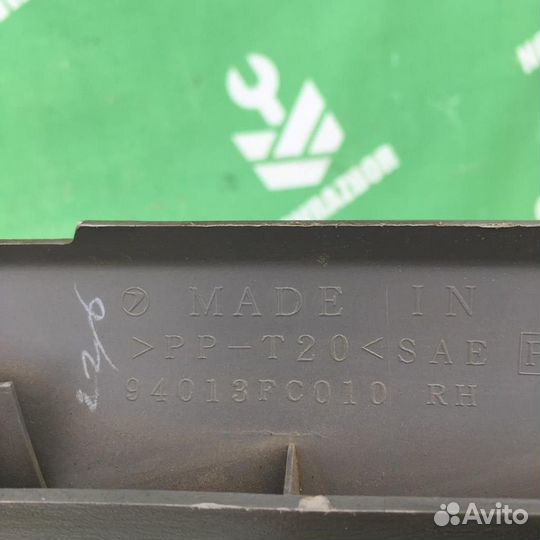 MADE IN
>PP-T20< SAE
94013FC010 RH
Avito